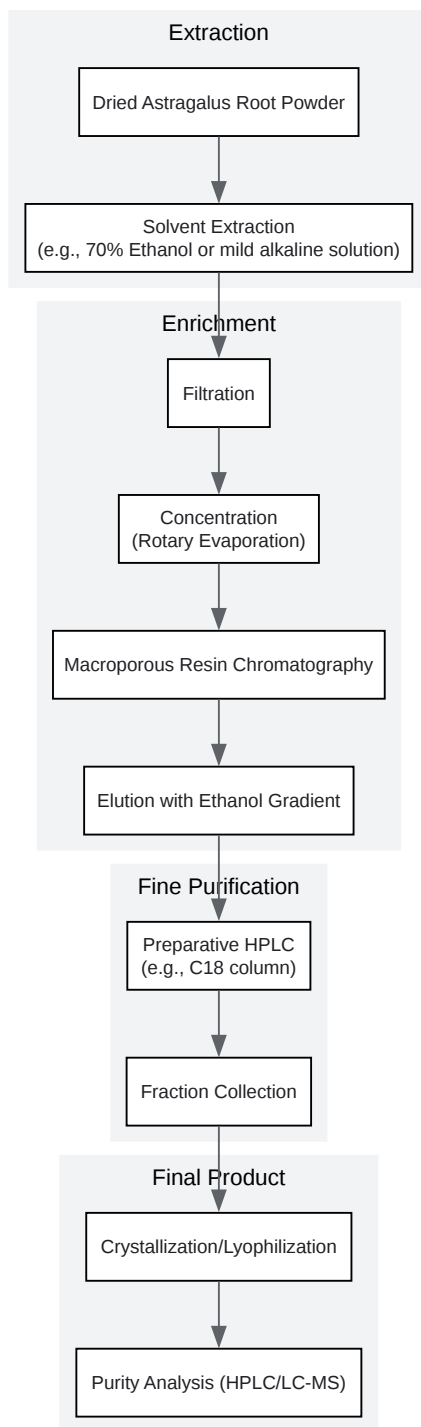 Extraction
Dried Astragalus Root Powder
Solvent Extraction
(e.g., 70% Ethanol or mild alkaline solution)
Enrichment
Filtration
Concentration
(Rotary Evaporation)
Macroporous Resin Chromatography
Elution with Ethanol Gradient
Fine Purification
Preparative HPLC
(e.g., C18 column)
Fraction Collection
Final Product
Crystallization/Lyophilization
Purity Analysis (HPLC/LC-MS)